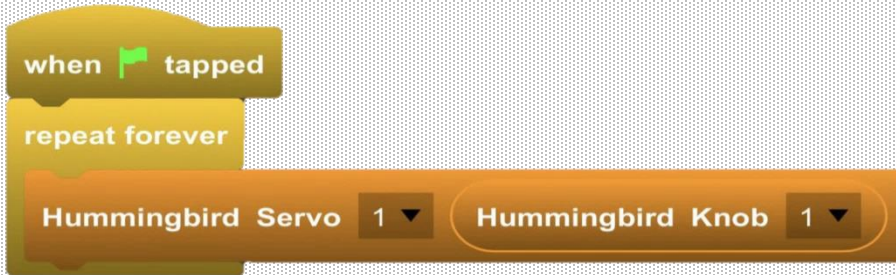 when tapped
repeat forever
Hummingbird Servo 1 Hummingbird Knob 1